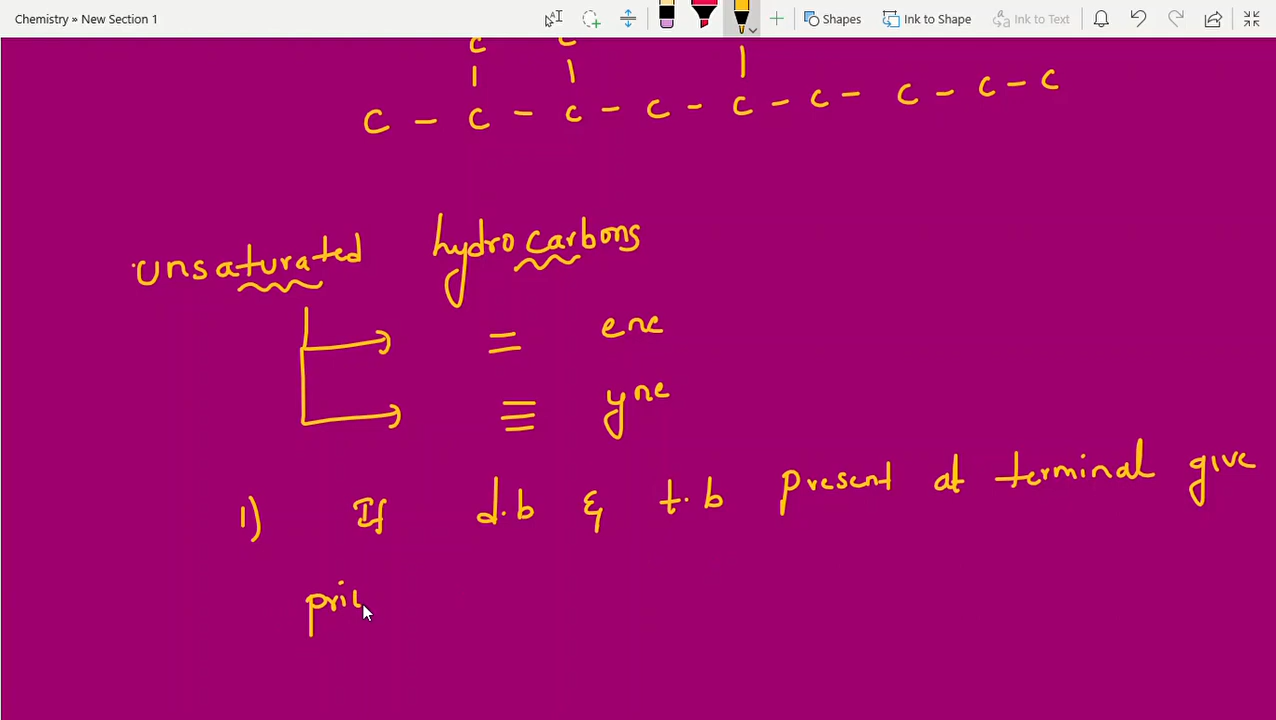 Chemistry » New Section 1
Shapes
Ink to Shape
Ink to Text
C C
C - C - C - C - C - C - C - C - C
unsaturated hydrocarbons
= ene
≡ yne
1) If d.b & t.b present at terminal give
pri